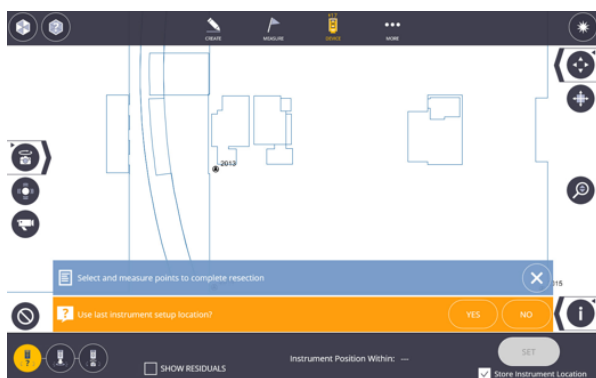 CREATE
MEASURE
DEVICE
MORE
2013
Select and measure points to complete resection
15
Use last instrument setup location?
YES
NO
SHOW RESIDUALS
Instrument Position Within: —
SET
Store Instrument Location